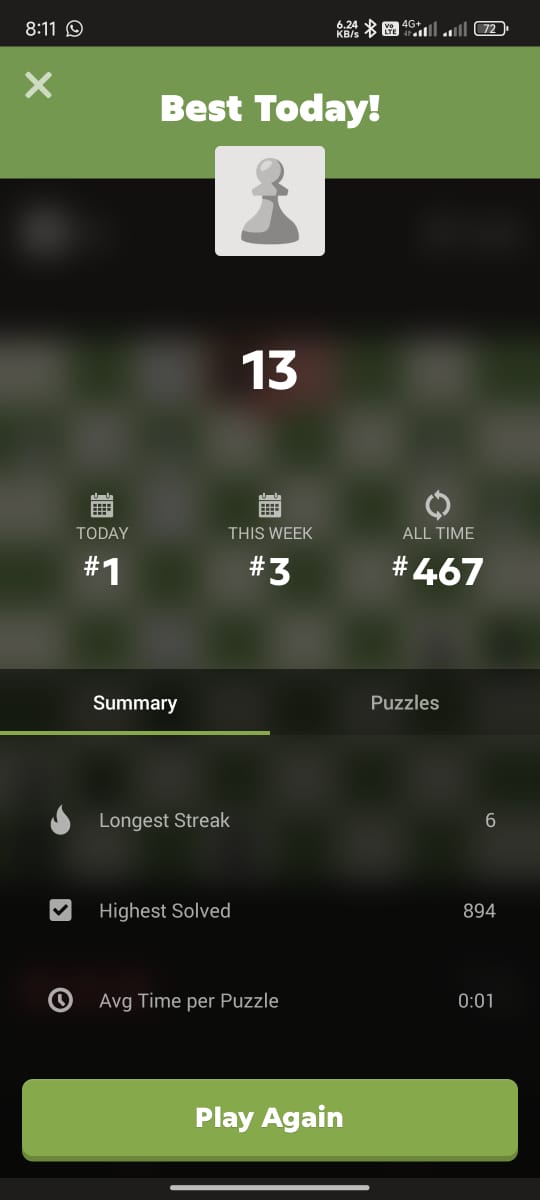 8:11
6.24
KB/s
Vo
LTE
4G+
72
Best Today!
13
TODAY
THIS WEEK
ALL TIME
#1
#3
#467
Summary
Puzzles
Longest Streak
6
Highest Solved
894
Avg Time per Puzzle
0:01
Play Again